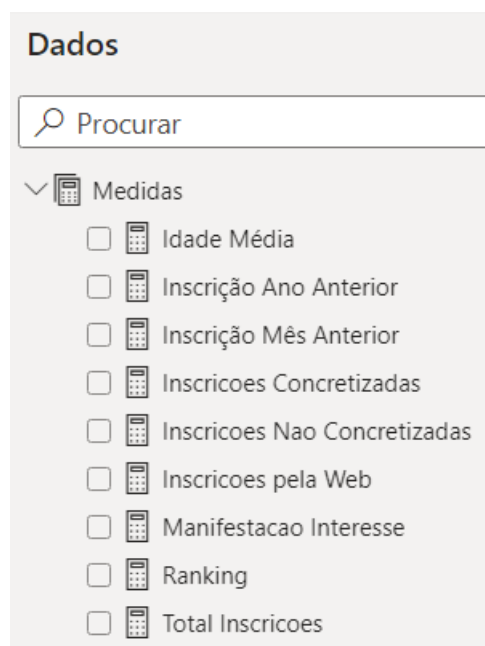 Dados
Procurar
Medidas
Idade Média
Inscrição Ano Anterior
Inscrição Mês Anterior
Inscricoes Concretizadas
Inscricoes Nao Concretizadas
Inscricoes pela Web
Manifestacao Interesse
Ranking
Total Inscricoes